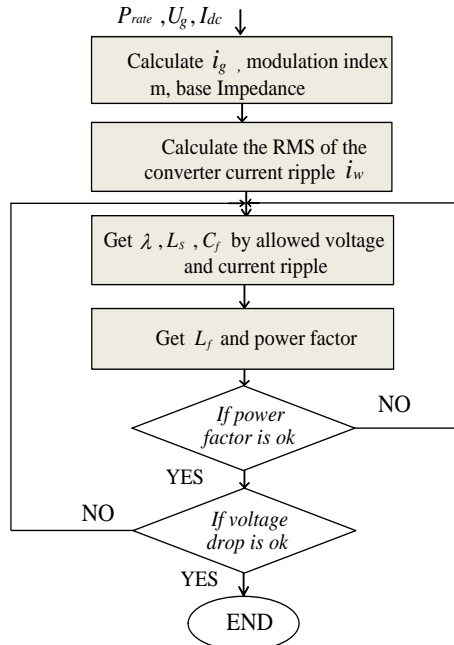 P_rate , U_g , I_dc
Calculate i_g , modulation index
m, base Impedance
Calculate the RMS of the
converter current ripple i_w
Get λ , L_s , C_f by allowed voltage
and current ripple
Get L_f and power factor
If power
factor is ok
NO
YES
If voltage
drop is ok
NO
YES
END